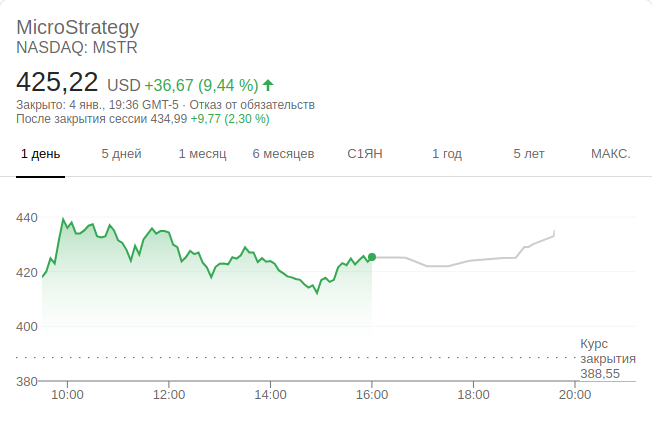 MicroStrategy
NASDAQ: MSTR
425,22 USD +36,67 (9,44 %)
Закрыто: 4 янв., 19:36 GMT-5 · Отказ от обязательств
После закрытия сессии 434,99 +9,77 (2,30 %)
1 день 5 дней 1 месяц 6 месяцев С1ЯН 1 год 5 лет МАКС.
440
420
400
Курс
закрытия
388,55
380
10:00 12:00 14:00 16:00 18:00 20:00